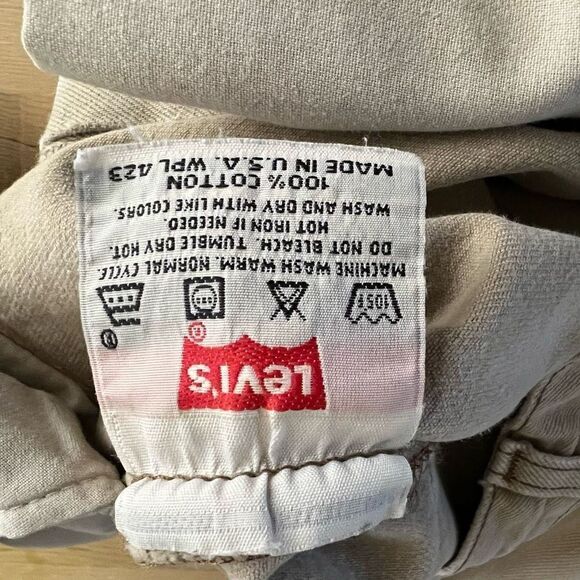 Levi's
®
®
105F
MACHINE WASH WARM. NORMAL CYCLE.
DO NOT BLEACH. TUMBLE DRY HOT.
HOT IRON IF NEEDED.
WASH AND DRY WITH LIKE COLORS.
100% COTTON
MADE IN U.S.A. WPL 423